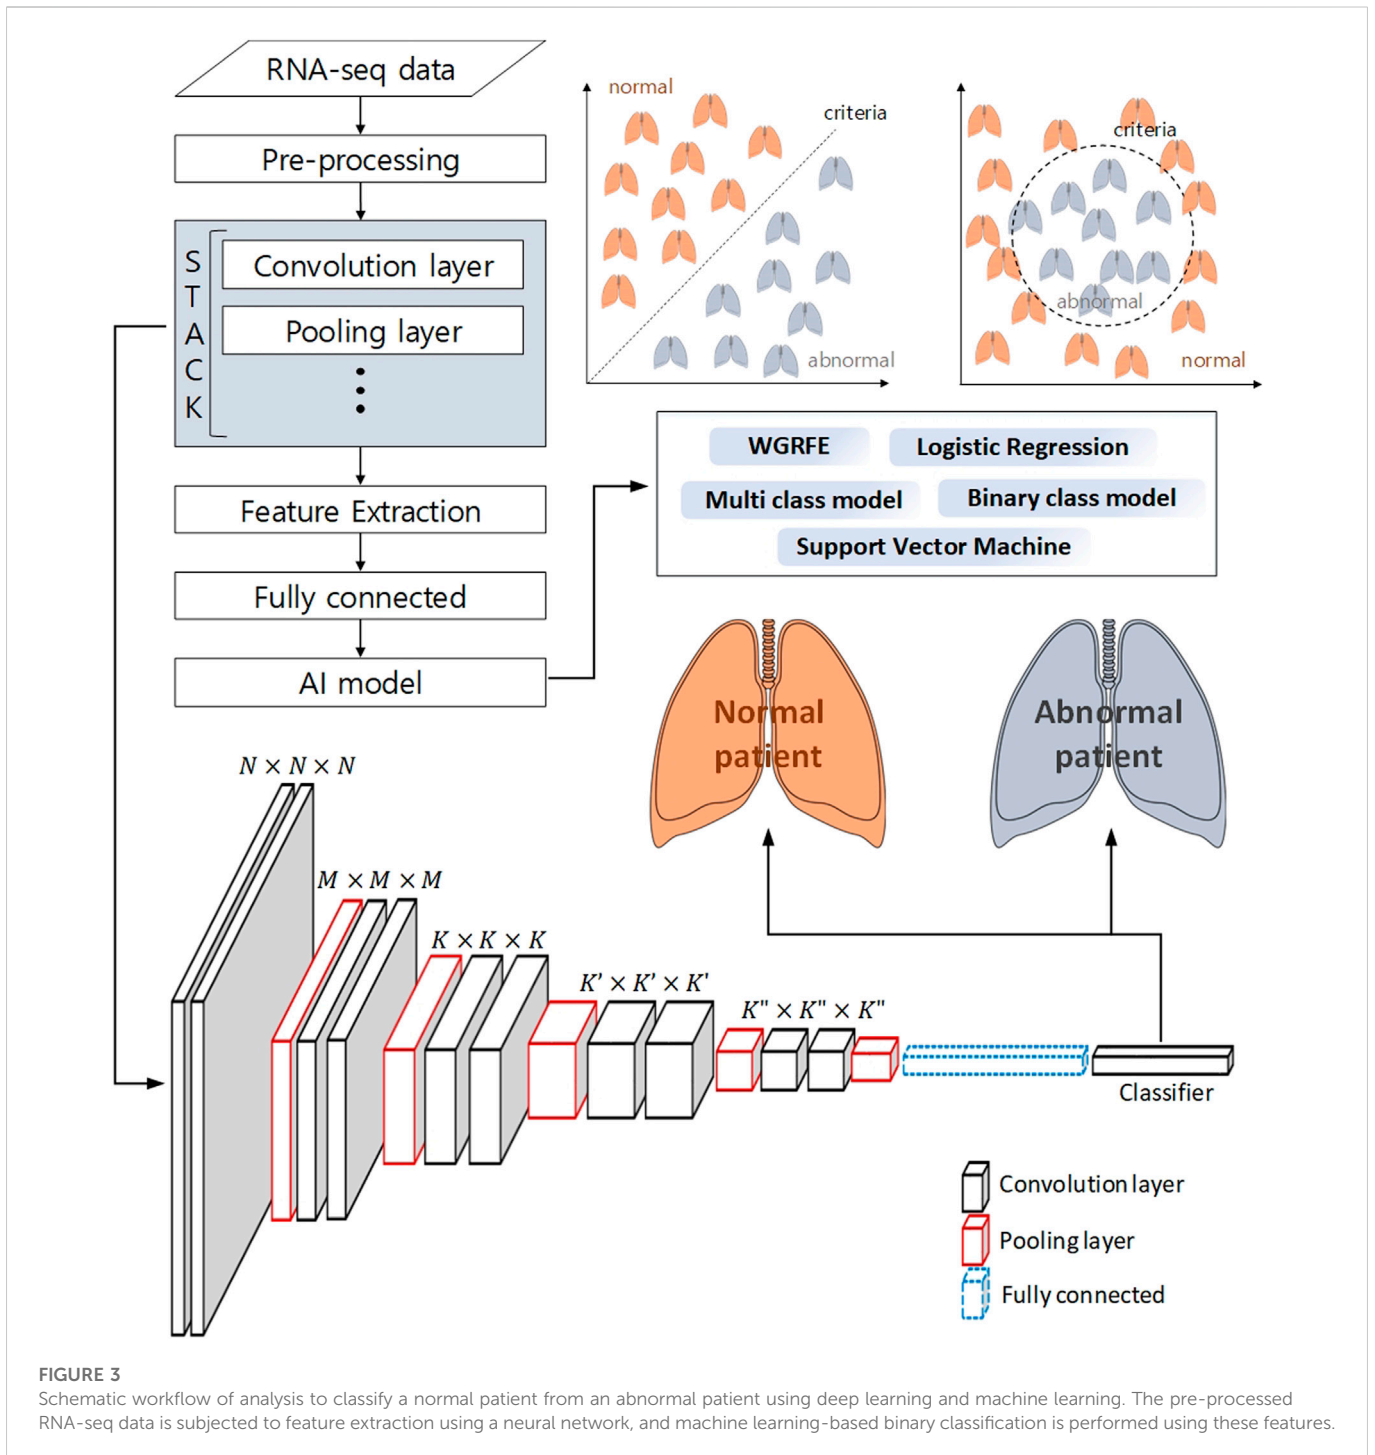 RNA-seq data
Pre-processing
STACK
Convolution layer
Pooling layer
Feature Extraction
Fully connected
AI model
normal
criteria
abnormal
criteria
abnormal
normal
WGRFE
Logistic Regression
Multi class model
Binary class model
Support Vector Machine
Normal
patient
Abnormal
patient
N × N × N
M × M × M
K × K × K
K' × K' × K'
K" × K" × K"
Classifier
Convolution layer
Pooling layer
Fully connected
FIGURE 3
Schematic workflow of analysis to classify a normal patient from an abnormal patient using deep learning and machine learning. The pre-processed
RNA-seq data is subjected to feature extraction using a neural network, and machine learning-based binary classification is performed using these features.